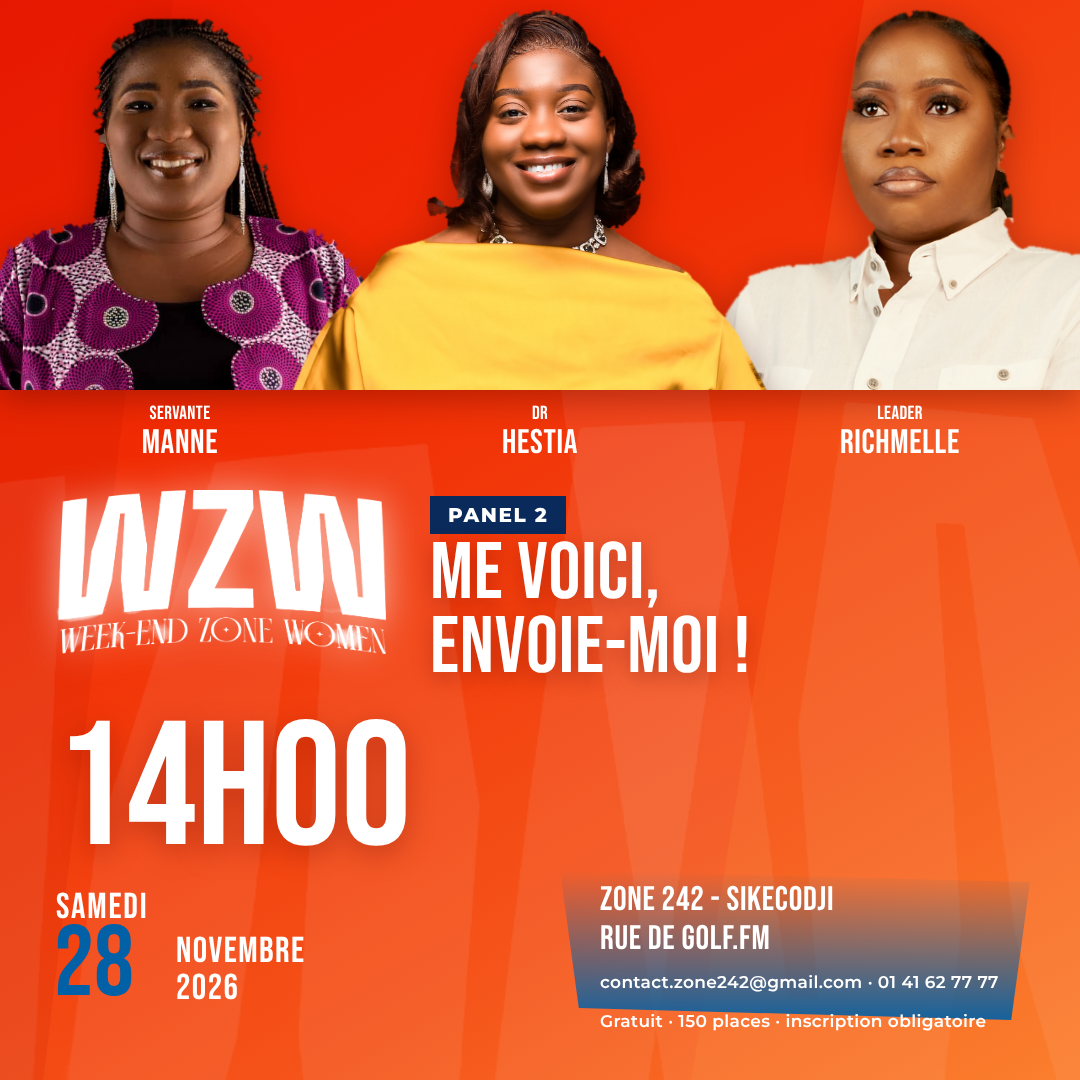 SERVANTE
MANNE
DR
HESTIA
LEADER
RICHMELLE
WZW
WEEK-END ZONE WOMEN
PANEL 2
ME VOICI,
ENVOIE-MOI !
14H00
SAMEDI
28
NOVEMBRE
2026
ZONE 242 - SIKECODJI
RUE DE GOLF.FM
contact.zone242@gmail.com · 01 41 62 77 77
Gratuit · 150 places · inscription obligatoire